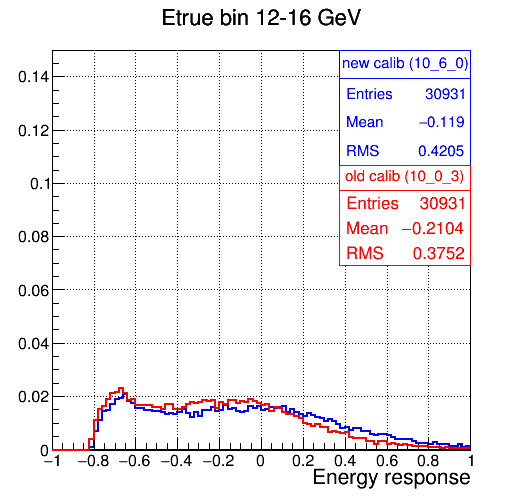 Etrue bin 12-16 GeV
new calib (10_6_0)
Entries 30931
Mean −0.119
RMS 0.4205
old calib (10_0_3)
Entries 30931
Mean −0.2104
RMS 0.3752
0.14
0.12
0.1
0.08
0.06
0.04
0.02
0
−1 −0.8 −0.6 −0.4 −0.2 0 0.2 0.4 0.6 0.8 1
Energy response